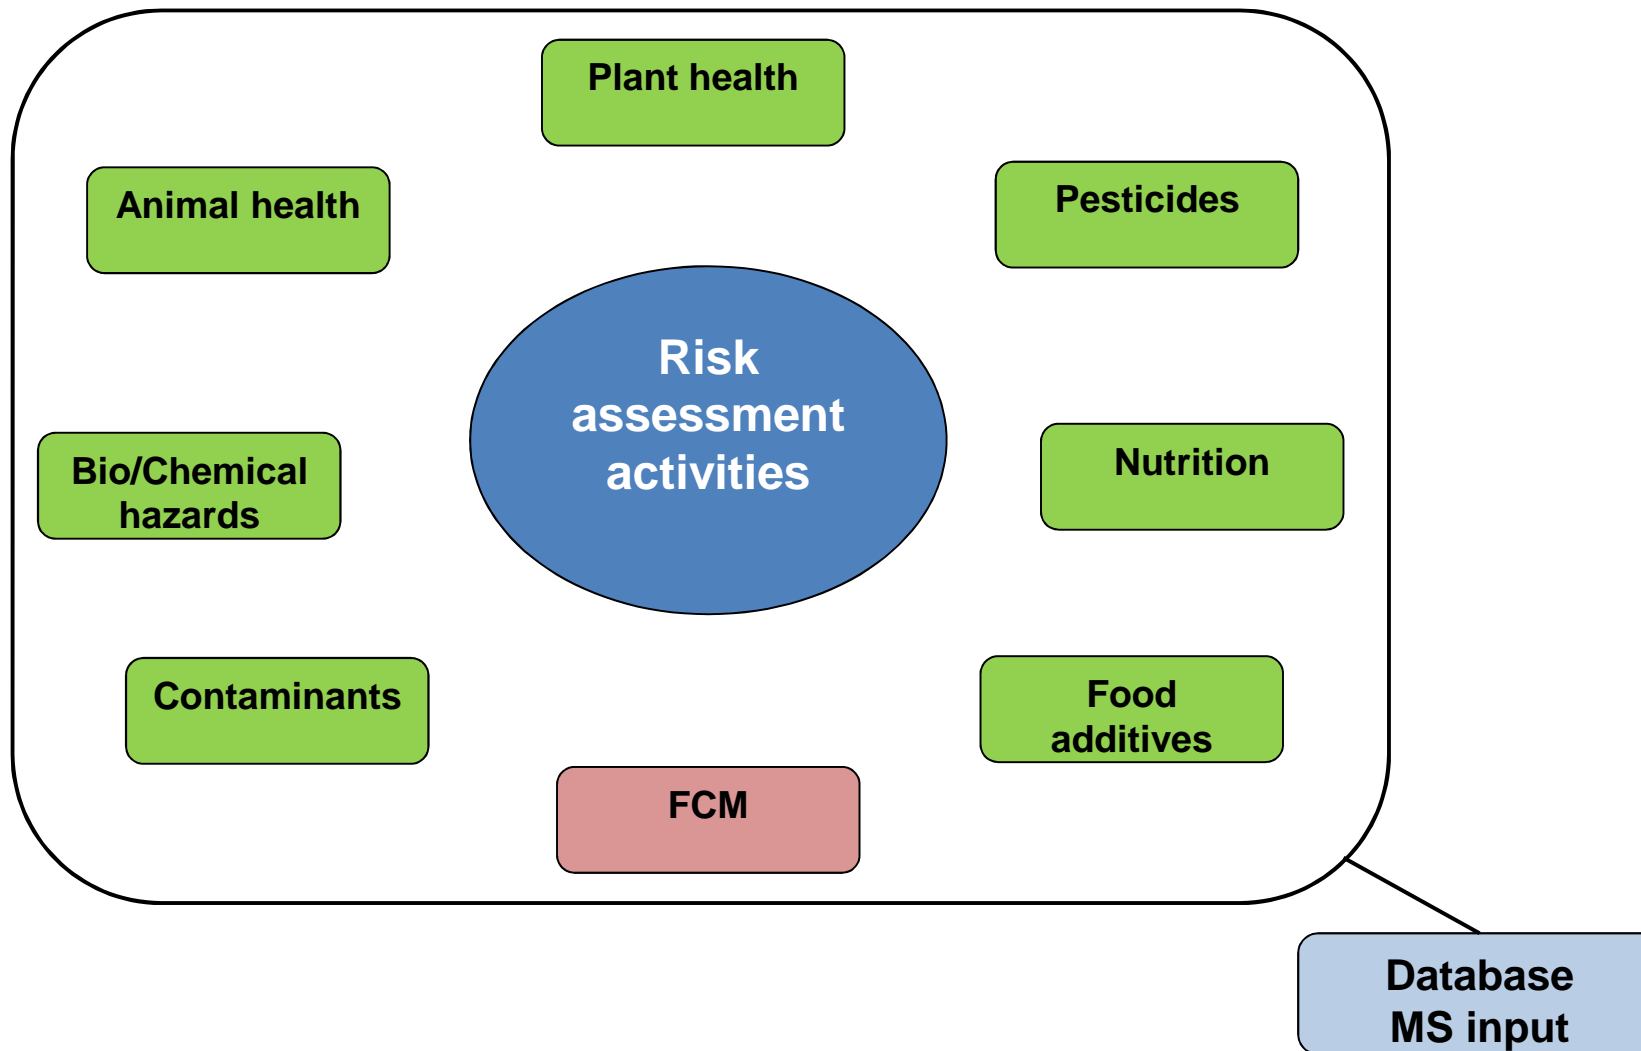 Plant health
Animal health
Pesticides
Risk
assessment
activities
Bio/Chemical
hazards
Nutrition
Contaminants
Food
additives
FCM
Database
MS input